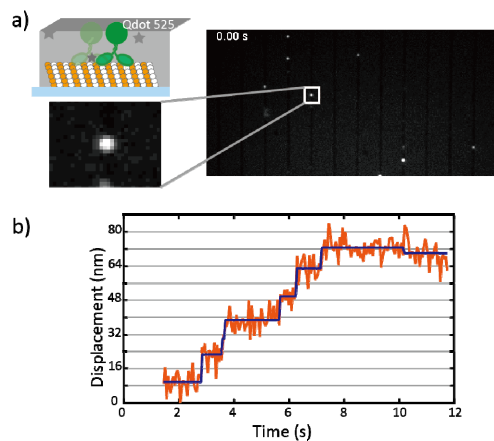 a)
Qdot 525
0.00 s
b)
Displacement (nm)
80
64
48
32
16
0
0 2 4 6 8 10 12
Time (s)